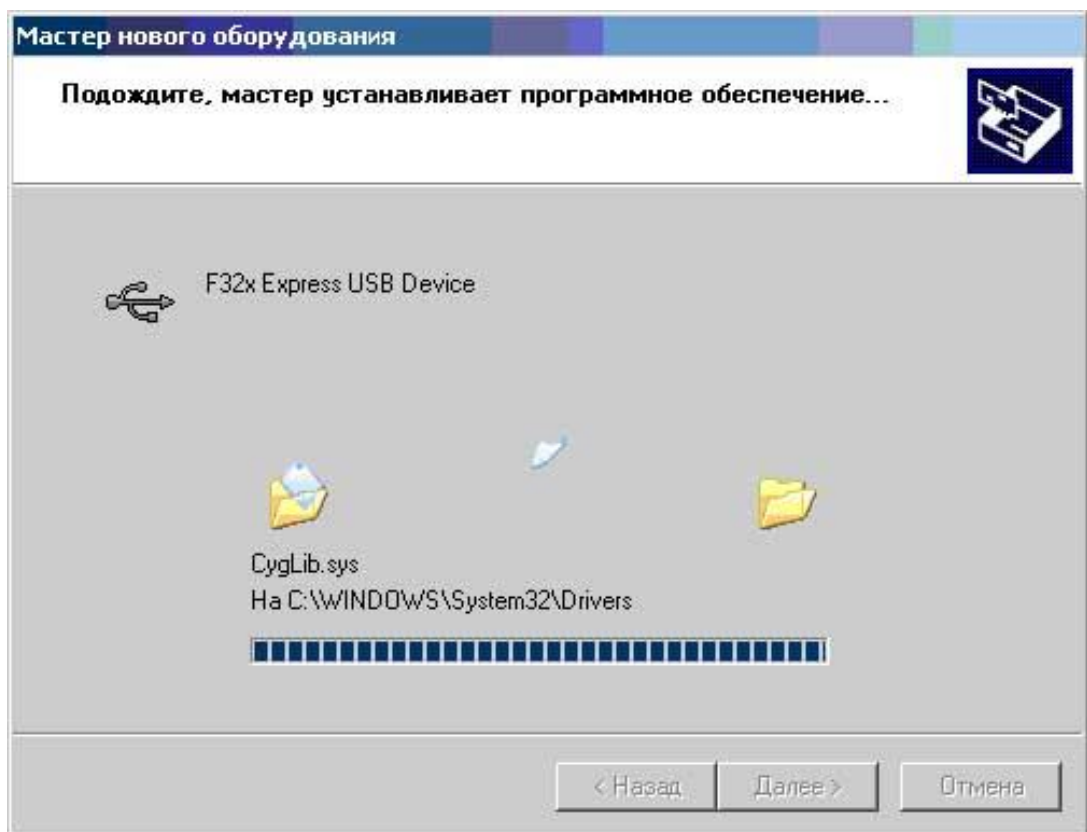 Мастер нового оборудования
Подождите, мастер устанавливает программное обеспечение...
F32x Express USB Device
CygLib.sys
На C:\WINDOWS\System32\Drivers
< Назад
Далее >
Отмена